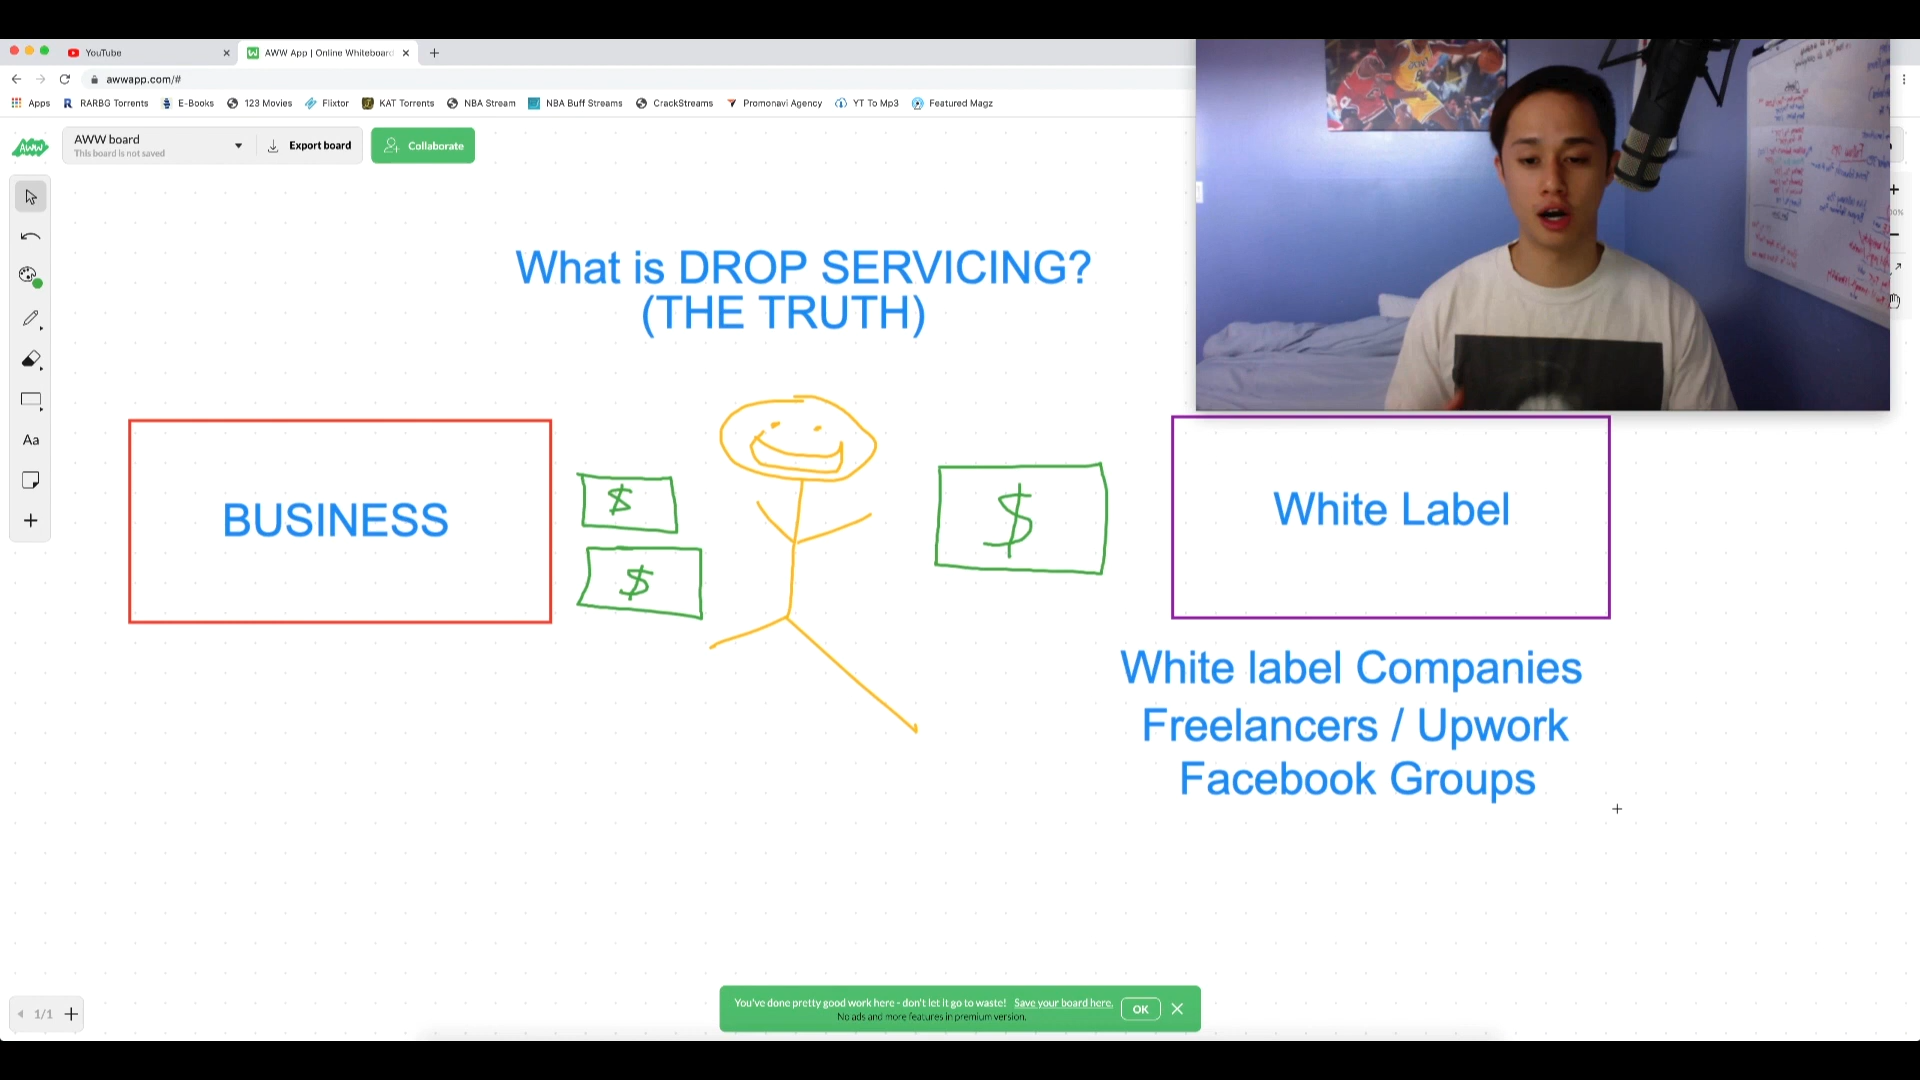 YouTube
AWW App | Online Whiteboard
awwapp.com/#
Apps
RARBG Torrents
E-Books
123 Movies
Flixtor
KAT Torrents
NBA Stream
NBA Buff Streams
CrackStreams
Promonavi Agency
YT To Mp3
Featured Magz
AWW
AWW board
This board is not saved
Export board
Collaborate
What is DROP SERVICING?
(THE TRUTH)
BUSINESS
$
$
$
White Label
White label Companies
Freelancers / Upwork
Facebook Groups
Aa
1/1
You've done pretty good work here - don't let it go to waste! Save your board here.
No ads and more features in premium version.
OK